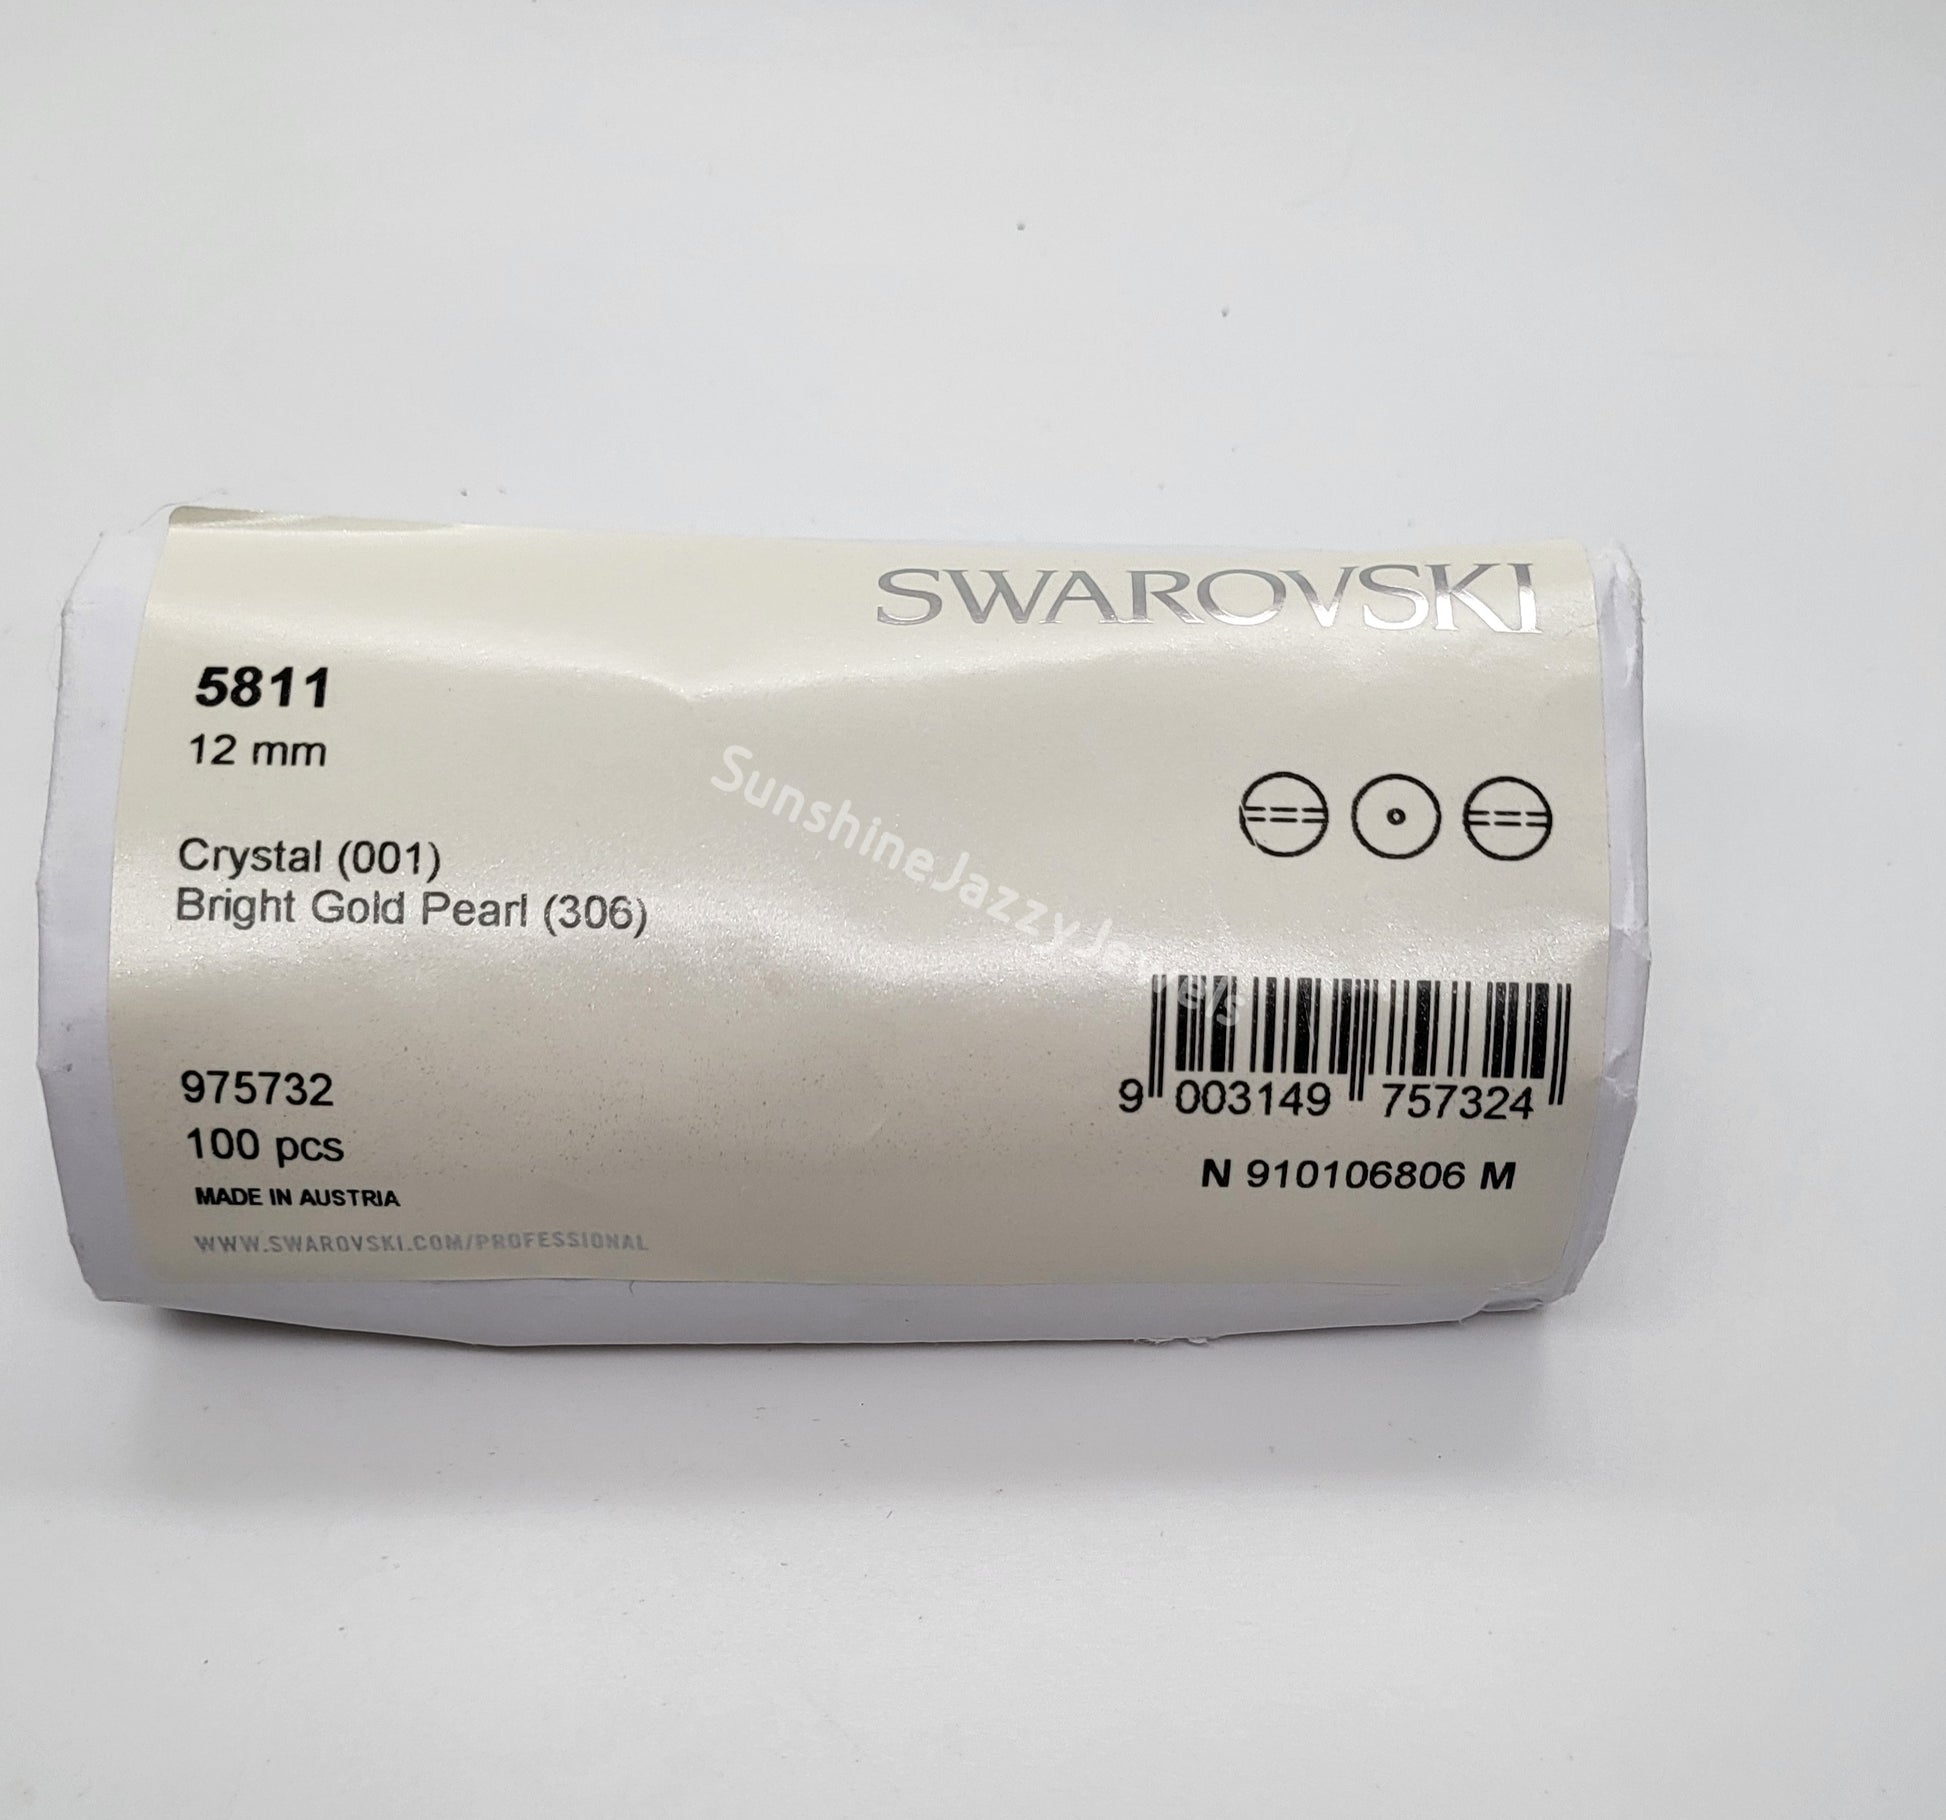 SWAROVSKI
5811
12 mm
Crystal (001)
Bright Gold Pearl (306)
SunshineJazzyJewels
975732
100 pcs
MADE IN AUSTRIA
WWW.SWAROVSKI.COM/PROFESSIONAL
9 003149 757324
N 910106806 M